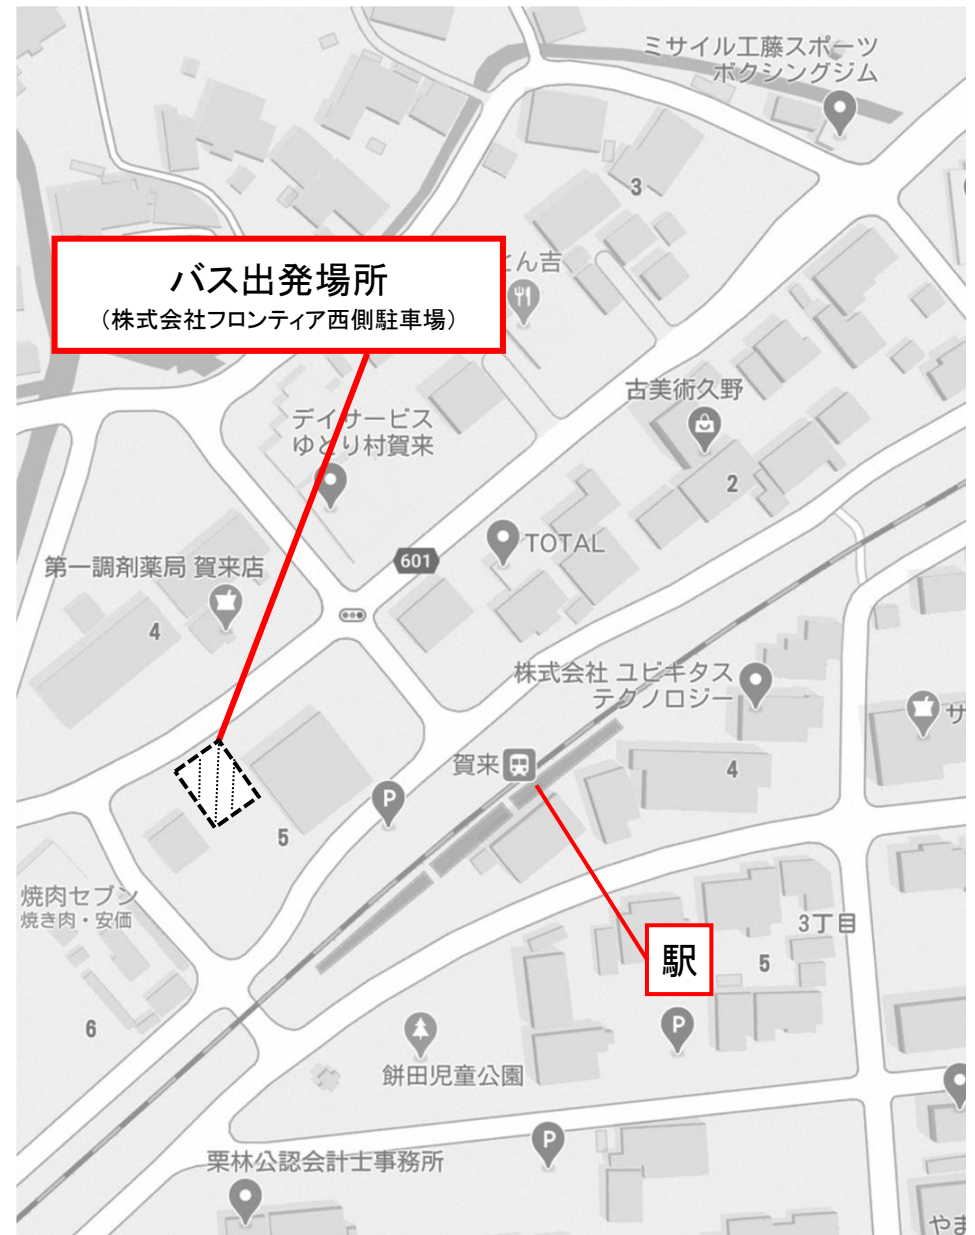 ミサイル工藤スポーツ
ボクシングジム
3
バス出発場所
（株式会社フロンティア西側駐車場）
ん吉
古美術久野
デイサービス
ゆとり村賀来
2
TOTAL
601
第一調剤薬局 賀来店
4
株式会社 ユビキタス
テクノロジー
サ
賀来
4
P
5
焼肉セブン
焼き肉・安価
3丁目
駅
5
6
P
餅田児童公園
P
栗林公認会計士事務所
やま